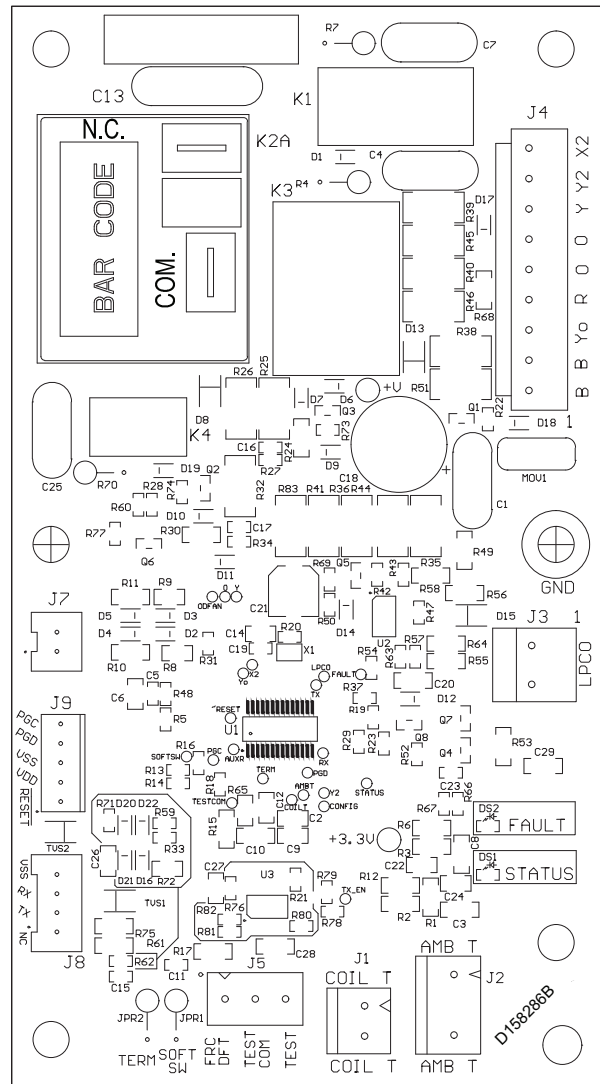 R7
C7
C13
K1
J4
N.C.
K2A
D1
C4
X2
R4
K3
Y2
BAR CODE
R39
D17
Y
R45
Y
COM.
R40
O
R46
R68
O
R
D13
R38
Yo
R26
R25
R51
B
+V
B
D8
D7
D6
Q3
Q1
R22
1
K4
R24
R73
D18
C16
R27
D9
C18
+
MOV1
C25
R70
D19
Q2
R28
R74
R32
R83
R41
R36
R44
C1
R60
D10
C17
R77
R30
R34
Q6
D11
R69
Q5
R43
R35
R49
GND
R11
R9
ODFAN
O
Y
C21
R50
D14
R42
R58
R56
J7
D5
D3
R47
D15
J3
1
D4
D2
C14
R20
U2
R57
R64
R10
R8
R31
C19
X1
R54
R63
R55
LPCO
X2
LPCO
FAULT
Yo
J9
C6
C5
R48
TX
R37
C20
PGC
R5
RESET
U1
R19
D12
PGD
R29
R23
Q8
Q7
VSS
R16
PGC
AUXR
RX
R52
Q4
R53
C29
VDD
SOFTSW
R13
TERM
PGD
RESET
R14
R18
AMBT
STATUS
C23
TESTCOM
R65
COILT
Y2
R67
R66
DS2
TVS2
R71
D20
D22
R59
C12
CONFIG
FAULT
R15
C2
+3.3V
R6
C26
R33
C10
C9
R3
C8
DS1
VSS
D21
D16
R72
C27
U3
C22
STATUS
RX
TVS1
R21
R79
R12
C24
TX
R82
R76
TX_EN
R2
R1
C3
NC
R75
R61
R81
R80
R78
J8
R62
R17
C28
C15
C11
J5
J1
AMB T
COIL T
J2
JPR2
JPR1
D158286B
TERM
SOFT SW
FRC DFT
TEST COM
TEST
COIL T
AMB T